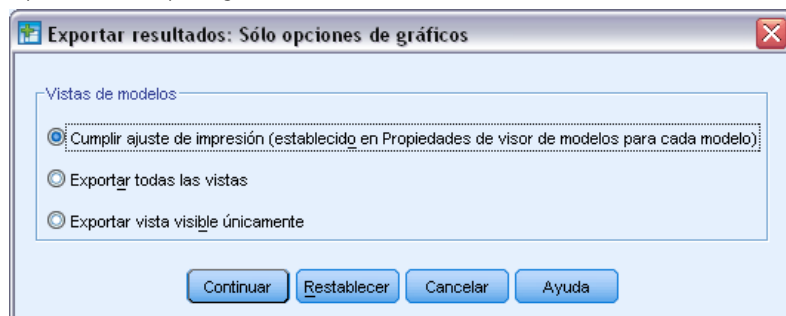 Exportar resultados: Sólo opciones de gráficos
Vistas de modelos
Cumplir ajuste de impresión (establecido en Propiedades de visor de modelos para cada modelo)
Exportar todas las vistas
Exportar vista visible únicamente
Continuar Restablecer Cancelar Ayuda